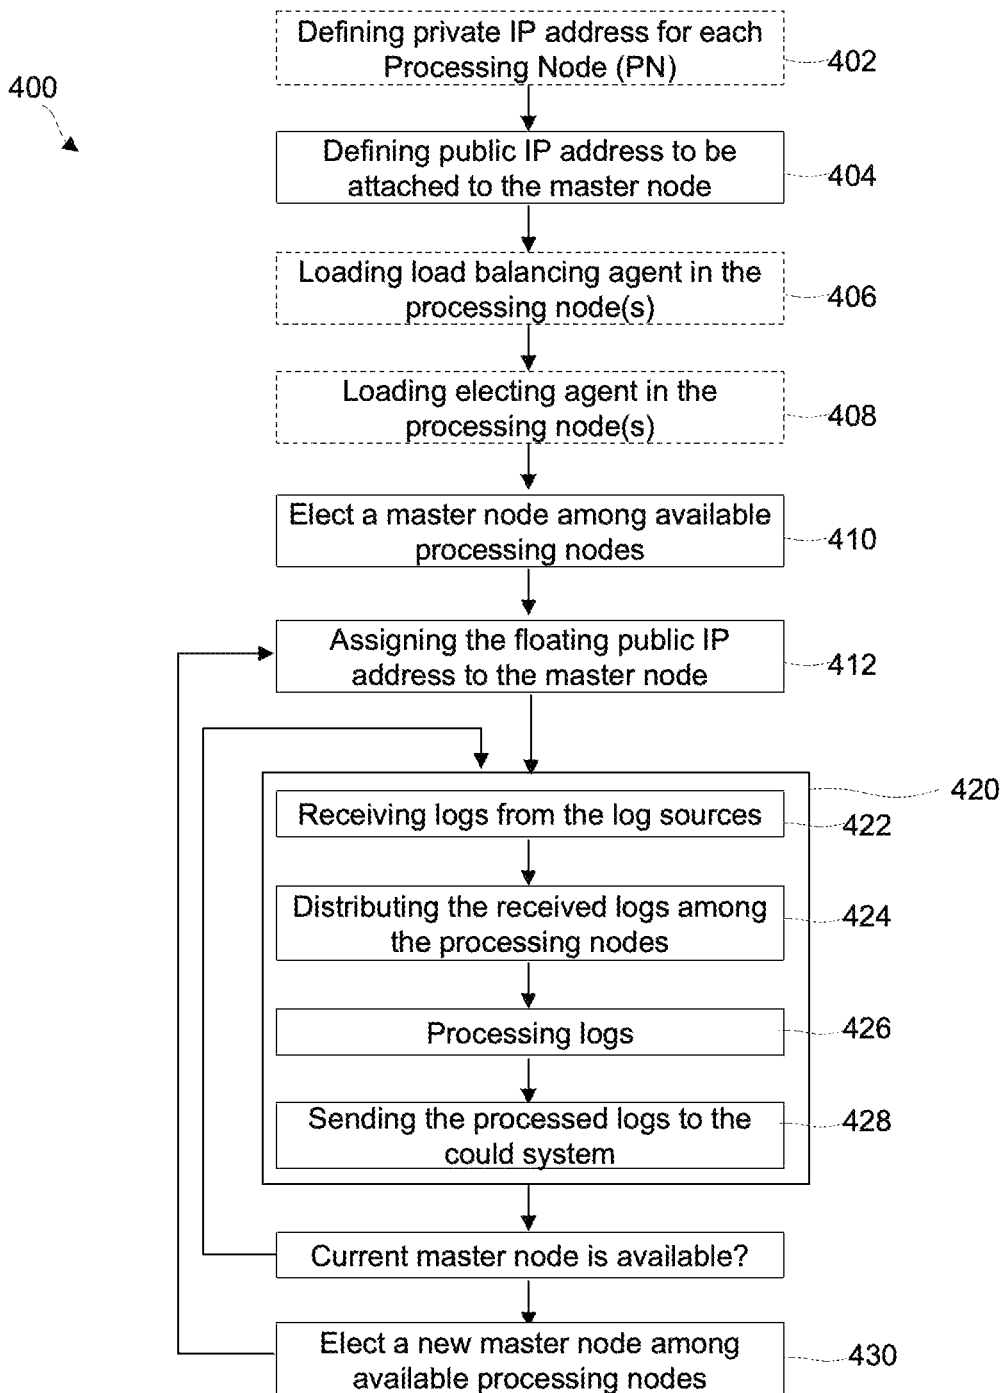 Defining private IP address for each
Processing Node (PN)
402
400
Defining public IP address to be
attached to the master node
404
Loading load balancing agent in the
processing node(s)
406
Loading electing agent in the
processing node(s)
408
Elect a master node among available
processing nodes
410
Assigning the floating public IP
address to the master node
412
420
Receiving logs from the log sources
422
Distributing the received logs among
the processing nodes
424
Processing logs
426
Sending the processed logs to the
could system
428
Current master node is available?
Elect a new master node among
available processing nodes
430